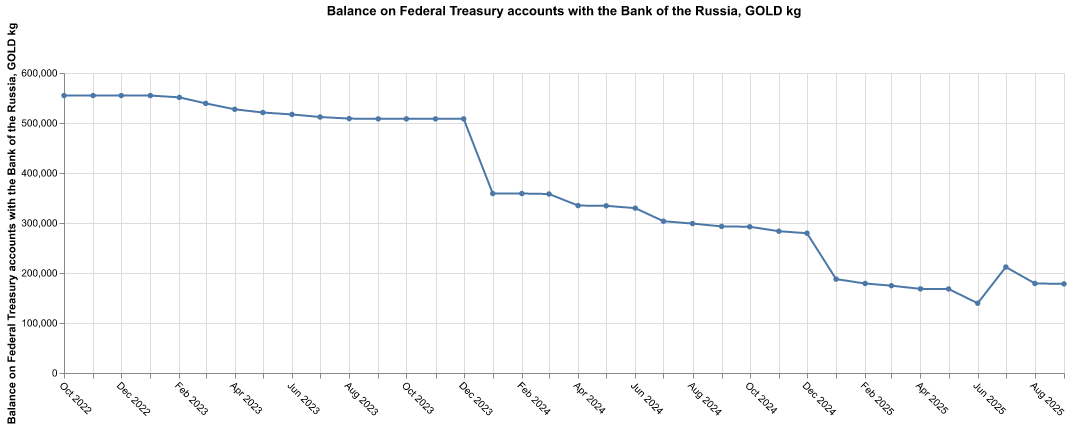 Balance on Federal Treasury accounts with the Bank of the Russia, GOLD kg
Balance on Federal Treasury accounts with the Bank of the Russia, GOLD kg
600,000
500,000
400,000
300,000
200,000
100,000
0
Oct 2022
Dec 2022
Feb 2023
Apr 2023
Jun 2023
Aug 2023
Oct 2023
Dec 2023
Feb 2024
Apr 2024
Jun 2024
Aug 2024
Oct 2024
Dec 2024
Feb 2025
Apr 2025
Jun 2025
Aug 2025